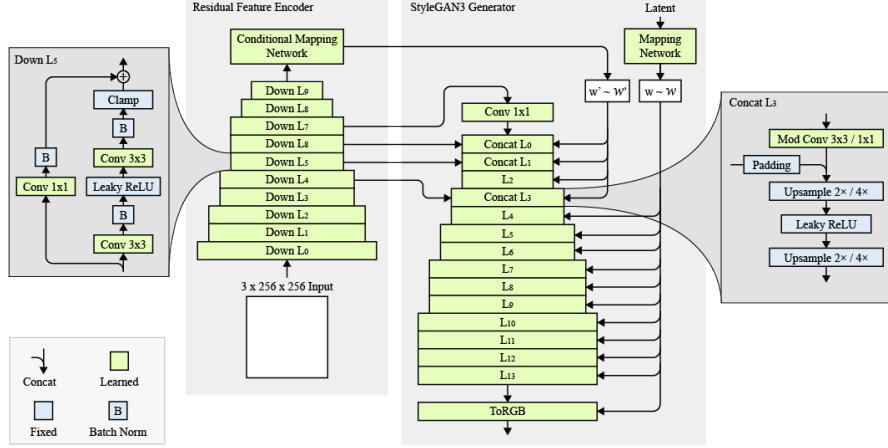 Residual Feature Encoder
StyleGAN3 Generator
Down L5
Clamp
B
B
Conv 3x3
Conv 1x1
Leaky ReLU
B
Conv 3x3
Conditional Mapping
Network
Down L9
Down L8
Down L7
Down L8
Down L5
Down L4
Down L3
Down L2
Down L1
Down L0
3 x 256 x 256 Input
Latent
Mapping
Network
w' ~ W'
w ~ W
Conv 1x1
Concat L0
Concat L1
L2
Concat L3
L4
L5
L6
L7
L8
L9
L10
L11
L12
L13
ToRGB
Concat L3
Mod Conv 3x3 / 1x1
Padding
Upsample 2× / 4×
Leaky ReLU
Upsample 2× / 4×
Concat
Learned
B
Fixed
Batch Norm